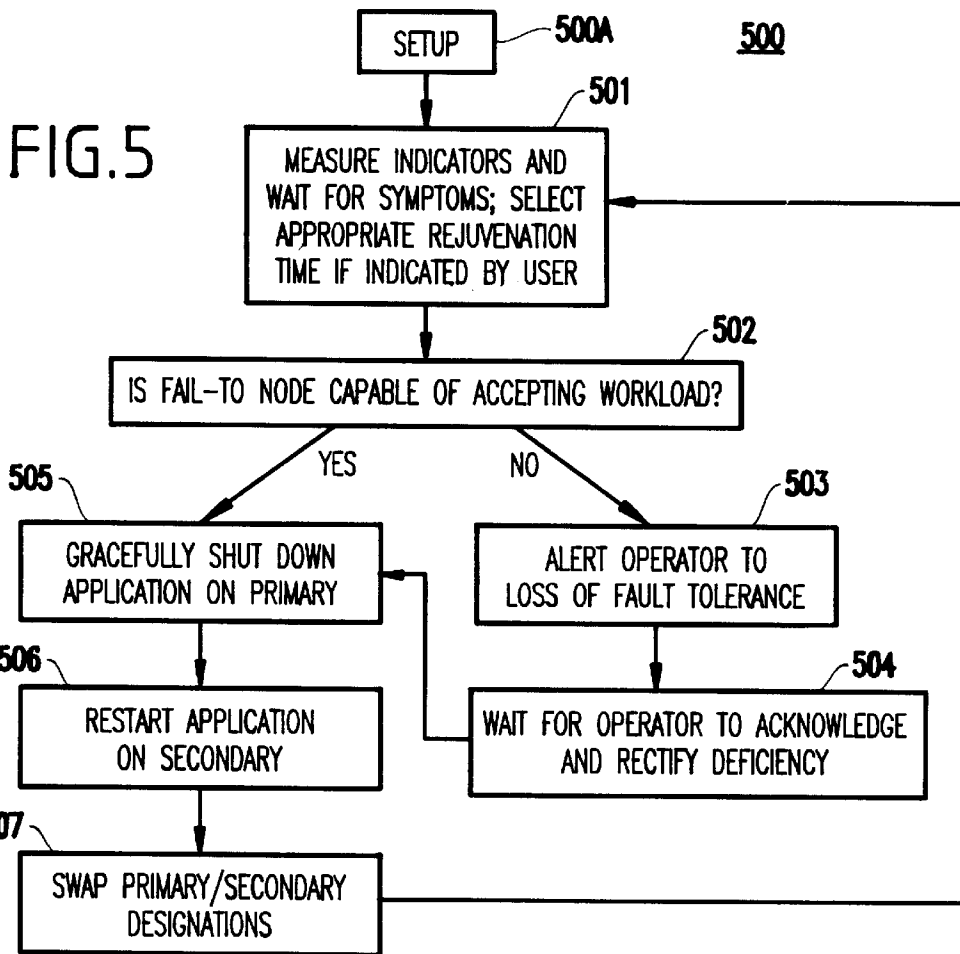 SETUP
500A
500
FIG.5
501
MEASURE INDICATORS AND
WAIT FOR SYMPTOMS; SELECT
APPROPRIATE REJUVENATION
TIME IF INDICATED BY USER
502
IS FAIL-TO NODE CAPABLE OF ACCEPTING WORKLOAD?
YES
NO
505
GRACEFULLY SHUT DOWN
APPLICATION ON PRIMARY
503
ALERT OPERATOR TO
LOSS OF FAULT TOLERANCE
506
RESTART APPLICATION
ON SECONDARY
504
WAIT FOR OPERATOR TO ACKNOWLEDGE
AND RECTIFY DEFICIENCY
07
SWAP PRIMARY/SECONDARY
DESIGNATIONS